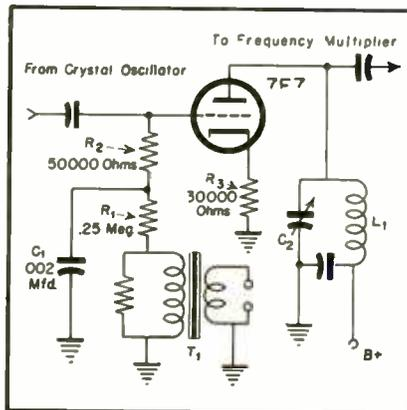 To Frequency Multiplier
From Crystal Oscillator
7F7
R2
50000 Ohms
R3
30000
Ohms
R1
.25 Meg.
C1
.002
Mfd.
C2
L1
T1
B+